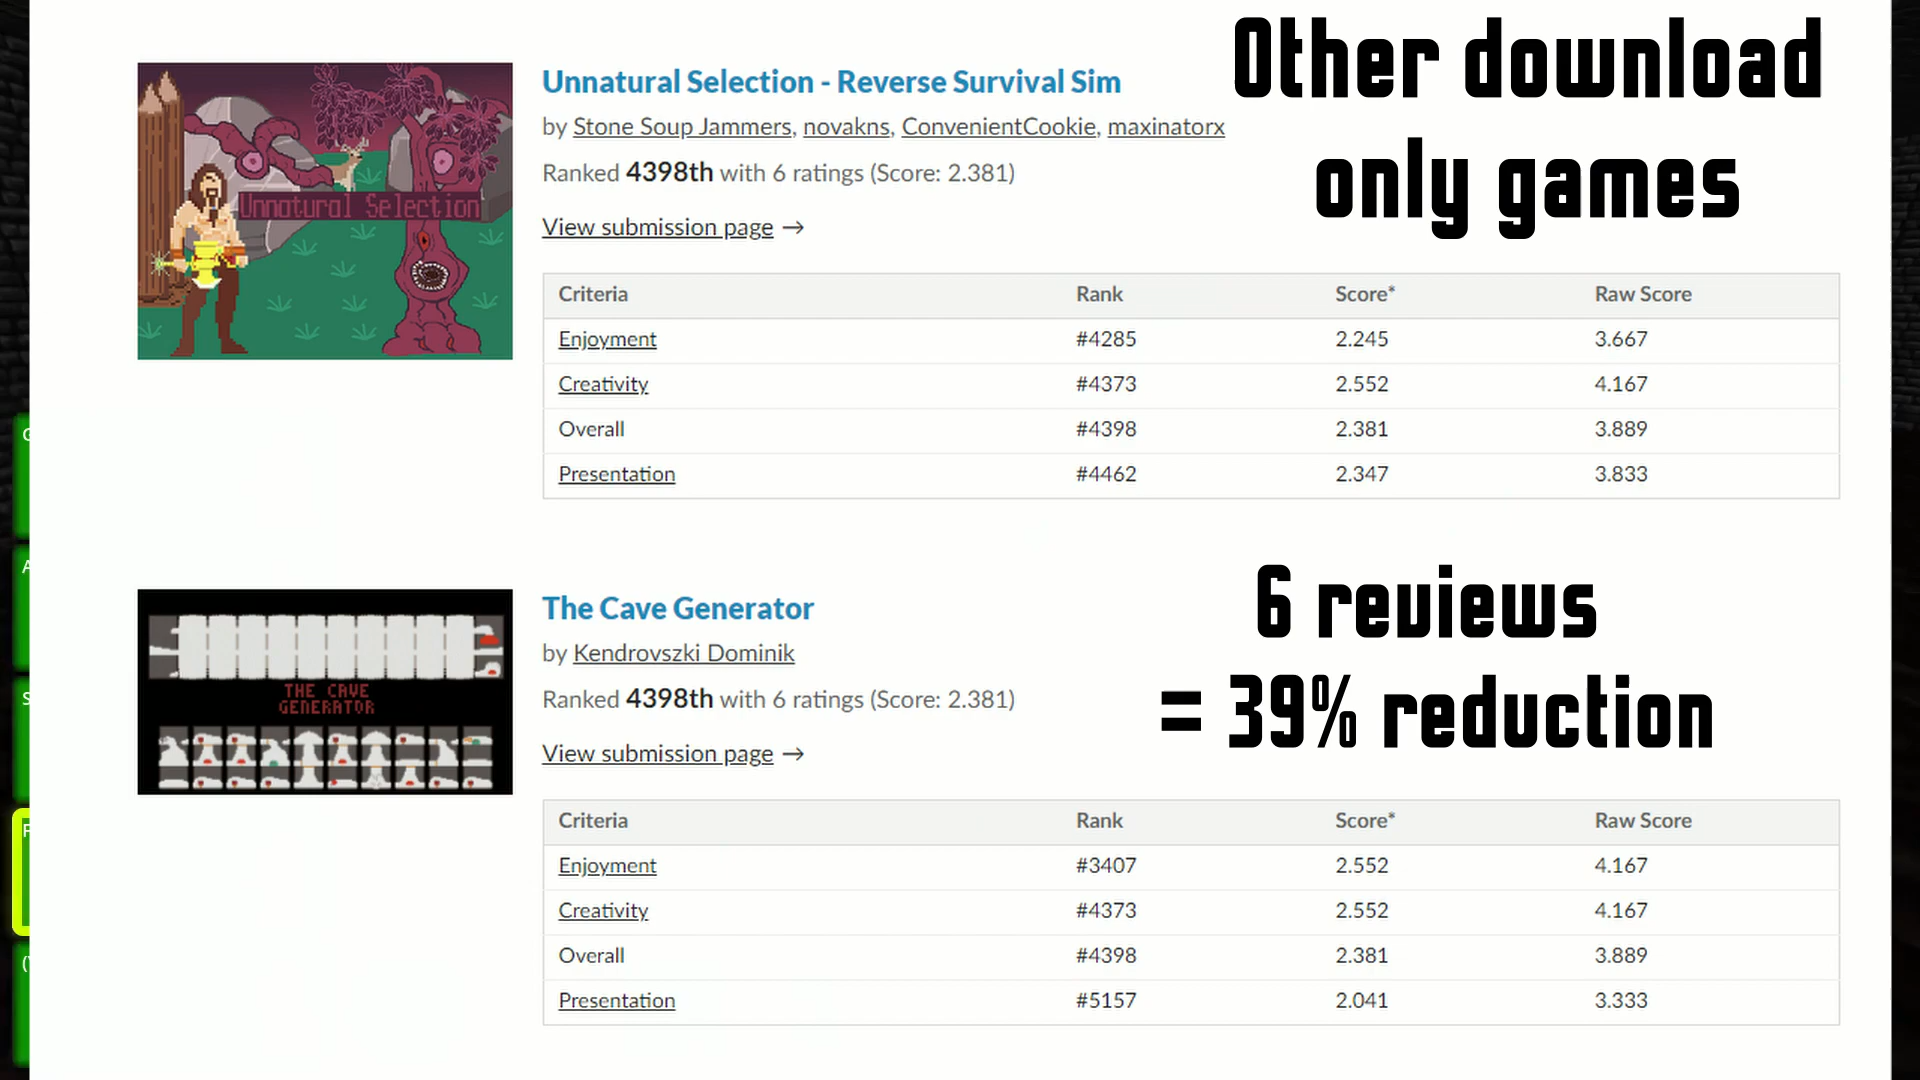 Other download
only games
Unnatural Selection
Unnatural Selection - Reverse Survival Sim
by Stone Soup Jammers, novakns, ConvenientCookie, maxinatorx
Ranked 4398th with 6 ratings (Score: 2.381)
View submission page →
Criteria Rank Score* Raw Score
Enjoyment #4285 2.245 3.667
Creativity #4373 2.552 4.167
Overall #4398 2.381 3.889
Presentation #4462 2.347 3.833
THE CAVE
GENERATOR
The Cave Generator
by Kendrovszki Dominik
Ranked 4398th with 6 ratings (Score: 2.381)
View submission page →
6 reviews
= 39% reduction
Criteria Rank Score* Raw Score
Enjoyment #3407 2.552 4.167
Creativity #4373 2.552 4.167
Overall #4398 2.381 3.889
Presentation #5157 2.041 3.333